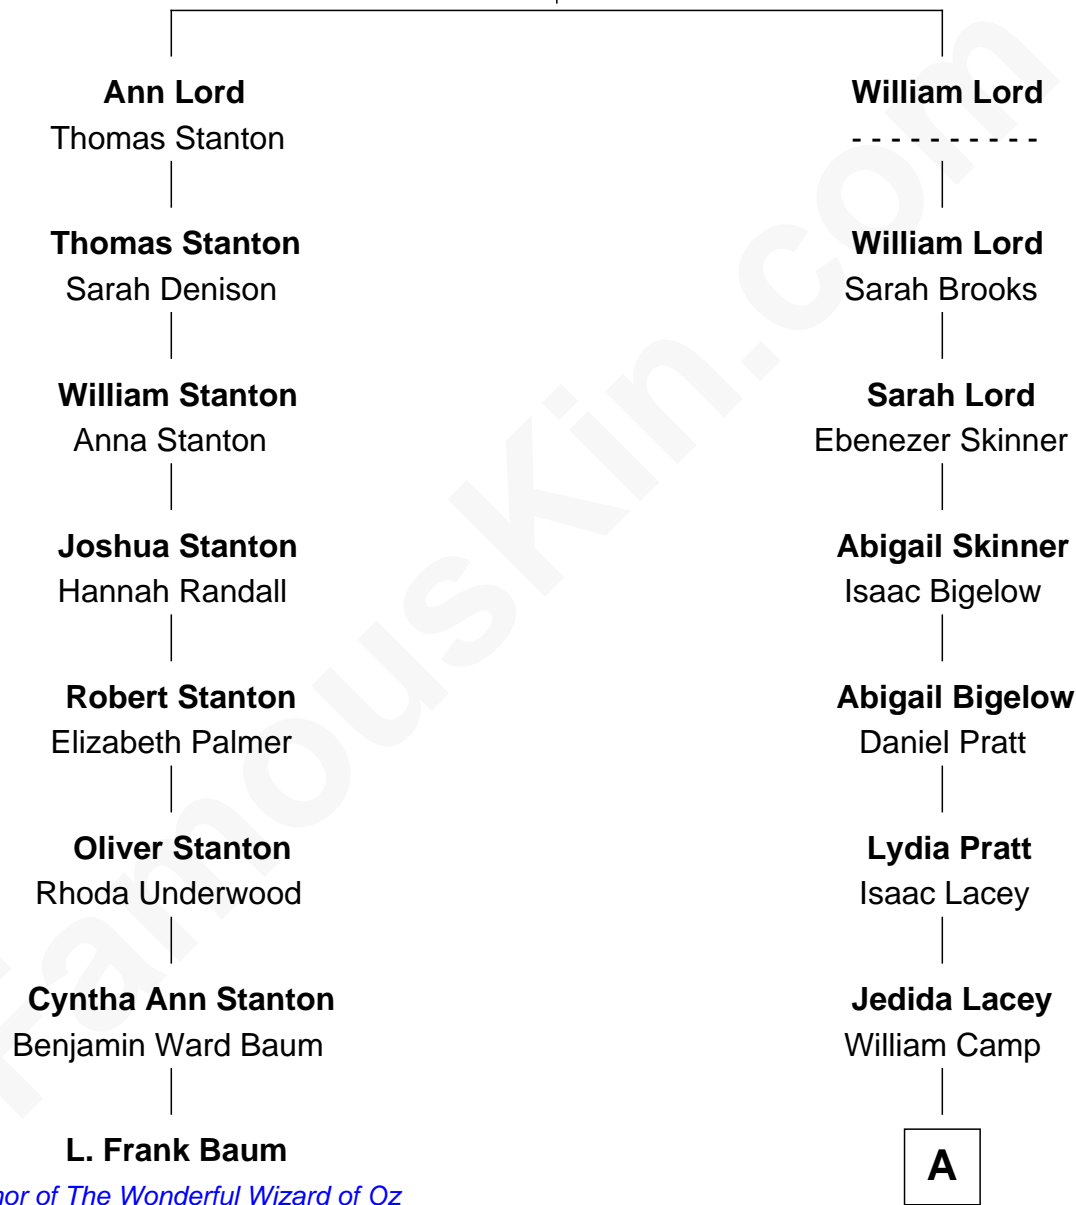 Ann Lord
Thomas Stanton
Thomas Stanton
Sarah Denison
William Stanton
Anna Stanton
Joshua Stanton
Hannah Randall
Robert Stanton
Elizabeth Palmer
Oliver Stanton
Rhoda Underwood
Cyntha Ann Stanton
Benjamin Ward Baum
L. Frank Baum
of The Wonderful Wizard of Oz
William Lord
- - - - - - - - - -
William Lord
Sarah Brooks
Sarah Lord
Ebenezer Skinner
Abigail Skinner
Isaac Bigelow
Abigail Bigelow
Daniel Pratt
Lydia Pratt
Isaac Lacey
Jedida Lacey
William Camp
A
FamousKin.com